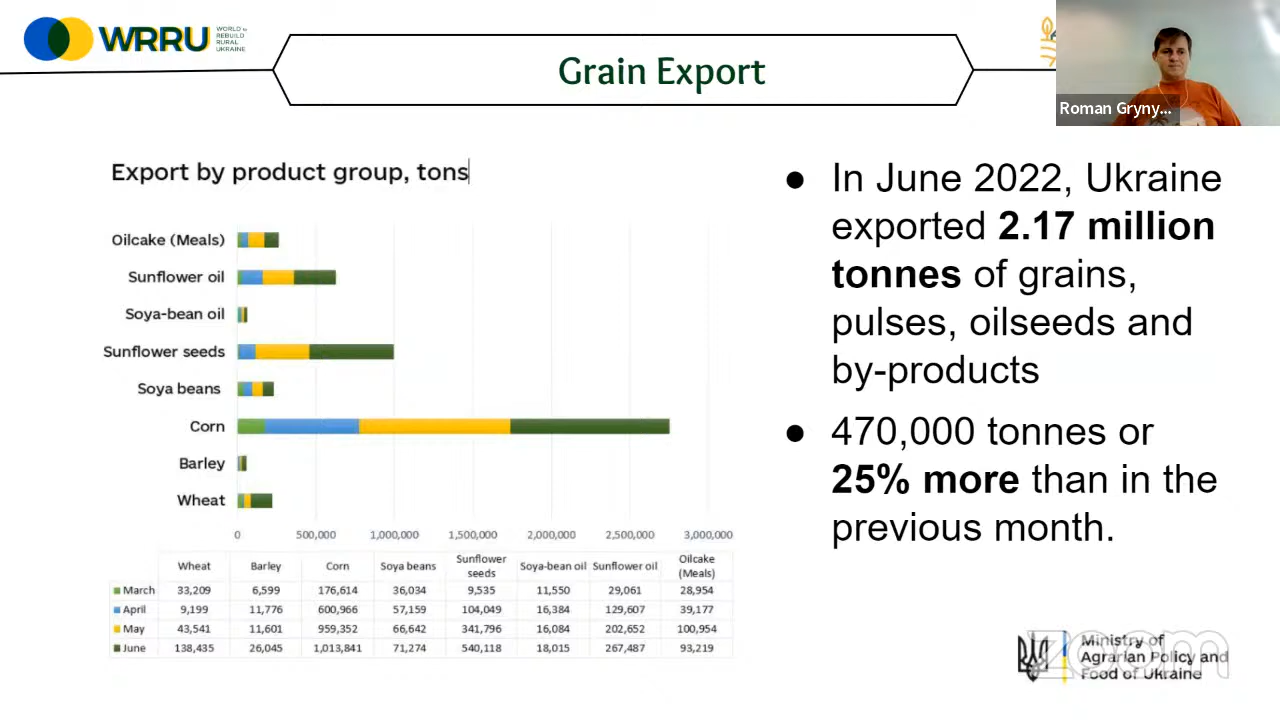 WRRU
WORLD to
REBUILD
RURAL
UKRAINE
Grain Export
Roman Gryny...
Export by product group, tons
Oilcake (Meals)
Sunflower oil
Soya-bean oil
Sunflower seeds
Soya beans
Corn
Barley
Wheat
0 500,000 1,000,000 1,500,000 2,000,000 2,500,000 3,000,000
Wheat Barley Corn Soya beans Sunflower seeds Soya-bean oil Sunflower oil Oilcake (Meals)
March 33,209 6,599 176,614 36,034 9,535 11,550 29,061 28,954
April 9,199 11,776 600,966 57,159 104,049 16,384 129,607 39,177
May 43,541 11,601 959,352 66,642 341,796 16,084 202,652 100,954
June 138,435 26,045 1,013,841 71,274 540,118 18,015 267,487 93,219
● In June 2022, Ukraine
exported 2.17 million
tonnes of grains,
pulses, oilseeds and
by-products
● 470,000 tonnes or
25% more than in the
previous month.
Ministry of
Agrarian Policy and
Food of Ukraine
zoom